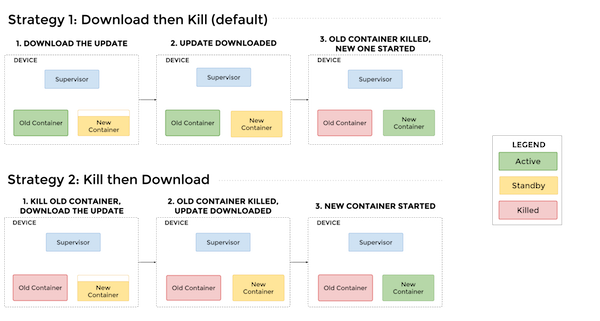 Strategy 1: Download then Kill (default)
1. DOWNLOAD THE UPDATE
DEVICE
Supervisor
Old Container
New
Container
2. UPDATE DOWNLOADED
DEVICE
Supervisor
Old Container
New
Container
3. OLD CONTAINER KILLED,
NEW ONE STARTED
DEVICE
Supervisor
Old Container
New
Container
Strategy 2: Kill then Download
1. KILL OLD CONTAINER,
DOWNLOAD THE UPDATE
DEVICE
Supervisor
Old Container
New
Container
2. OLD CONTAINER KILLED,
UPDATE DOWNLOADED
DEVICE
Supervisor
Old Container
New
Container
3. NEW CONTAINER STARTED
DEVICE
Supervisor
Old Container
New
Container
LEGEND
Active
Standby
Killed